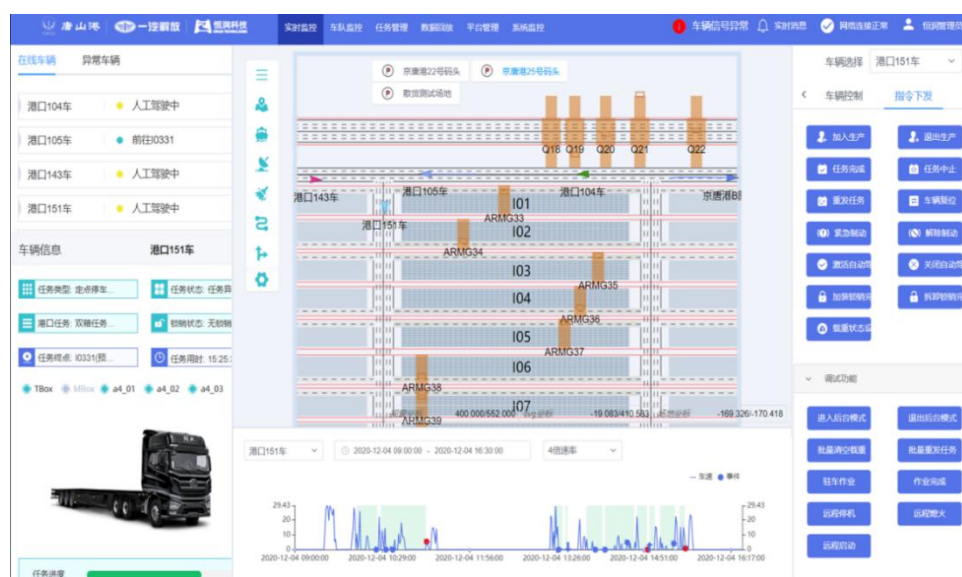 唐山港 一汽解放 恒润科技
实时监控 车队监控 任务管理 数据回放 平台管理 系统监控
车辆信号异常 实时消息 网络连接正常 恒润管理员
在线车辆 异常车辆
港口104车 人工驾驶中
港口105车 前往I0331
港口143车 人工驾驶中
港口151车 人工驾驶中
车辆信息 港口151车
任务类型: 定点停车... 任务状态: 任务异
港口任务: 双箱任务... 锁销状态: 无锁销
任务终点: I0331(预... 任务用时: 15:25:
TBox MBox a4_01 a4_02 a4_03
任务进度
P 京唐港22号码头 P 京唐港25号码头
P 散货测试场地
Q18 Q19 Q20 Q21 Q22
港口143车 港口105车 港口104车 京唐港8
港口151车
I01
ARMG33
I02
ARMG34
I03
ARMG35
I04
ARMG36
I05
ARMG37
I06
ARMG38
I07
ARMG39
400.000/552.000 -19.083/410.583 -169.326/-170.418
港口151车 2020-12-04 09:00:00 - 2020-12-04 16:30:00 4倍速率
车速 事件
29.43 29.43
20 20
10 10
0 0
2020-12-04 09:00:00 2020-12-04 10:29:00 2020-12-04 11:56:00 2020-12-04 13:26:00 2020-12-04 14:51:00 2020-12-04 16:17:00
车辆选择 港口151车
车辆控制 指令下发
加入生产 退出生产
任务完成 任务中止
重发任务 车辆复位
紧急制动 解除制动
激活自动驾 关闭自动驾
加装锁销完 拆卸锁销完
载重状态设
调试功能
进入后台模式 退出后台模式
批量清空载重 批量重发任务
驻车作业 作业完成
远程停机 远程熄火
远程启动